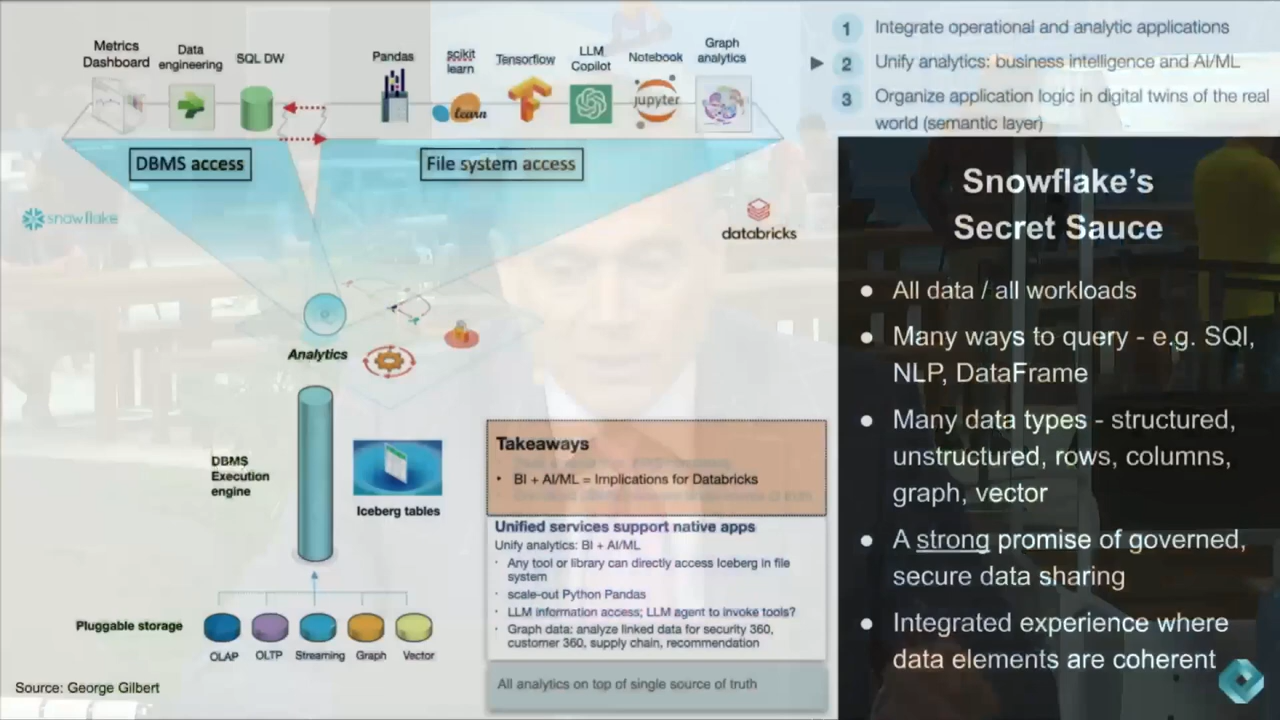 Metrics
Dashboard
Data
engineering
SQL DW
Pandas
scikit
learn
Tensorflow
LLM
Copilot
Notebook
Graph
analytics
learn
jupyter
DBMS access
File system access
snowflake
databricks
Analytics
DBMS
Execution
engine
Iceberg tables
Pluggable storage
OLAP
OLTP
Streaming
Graph
Vector
Source: George Gilbert
Takeaways
• BI + AI/ML = Implications for Databricks
Unified services support native apps
Unify analytics: BI + AI/ML
· Any tool or library can directly access Iceberg in file
system
· scale-out Python Pandas
· LLM information access; LLM agent to invoke tools?
· Graph data: analyze linked data for security 360,
customer 360, supply chain, recommendation
All analytics on top of single source of truth
1 Integrate operational and analytic applications
2 Unify analytics: business intelligence and AI/ML
3 Organize application logic in digital twins of the real
world (semantic layer)
Snowflake’s
Secret Sauce
● All data / all workloads
● Many ways to query - e.g. SQl,
NLP, DataFrame
● Many data types - structured,
unstructured, rows, columns,
graph, vector
● A strong promise of governed,
secure data sharing
● Integrated experience where
data elements are coherent